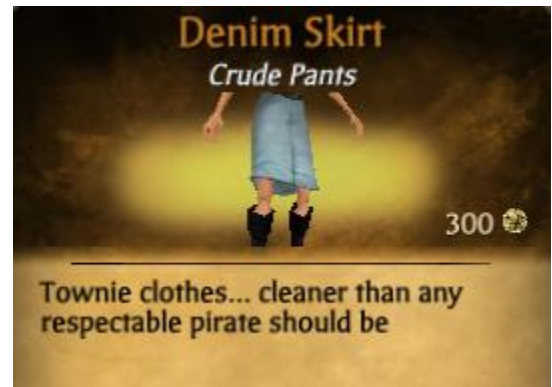 Denim Skirt
Crude Pants
300
Townie clothes... cleaner than any
respectable pirate should be